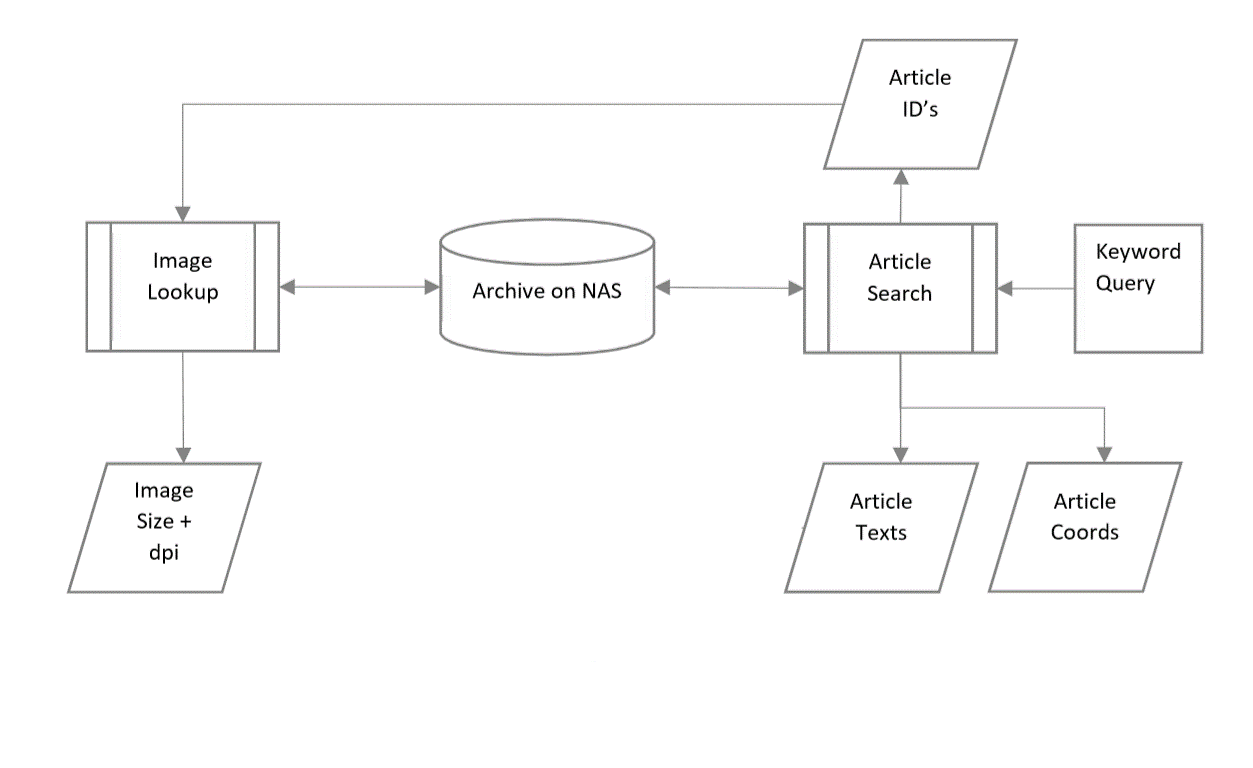 Article
ID’s
Image
Lookup
Archive on NAS
Article
Search
Keyword
Query
Image
Size +
dpi
Article
Texts
Article
Coords